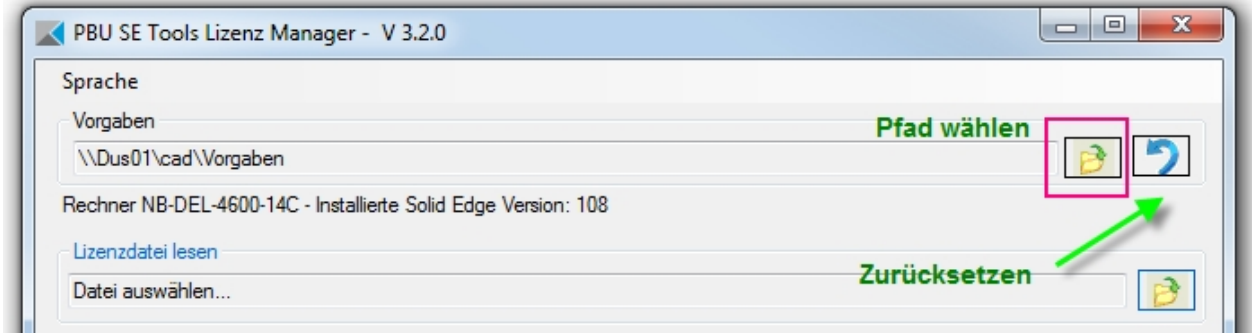 PBU SE Tools Lizenz Manager - V 3.2.0
Sprache
Vorgaben
Pfad wählen
\\Dus01\cad\Vorgaben
Rechner NB-DEL-4600-14C - Installierte Solid Edge Version: 108
Lizenzdatei lesen
Zurücksetzen
Datei auswählen...